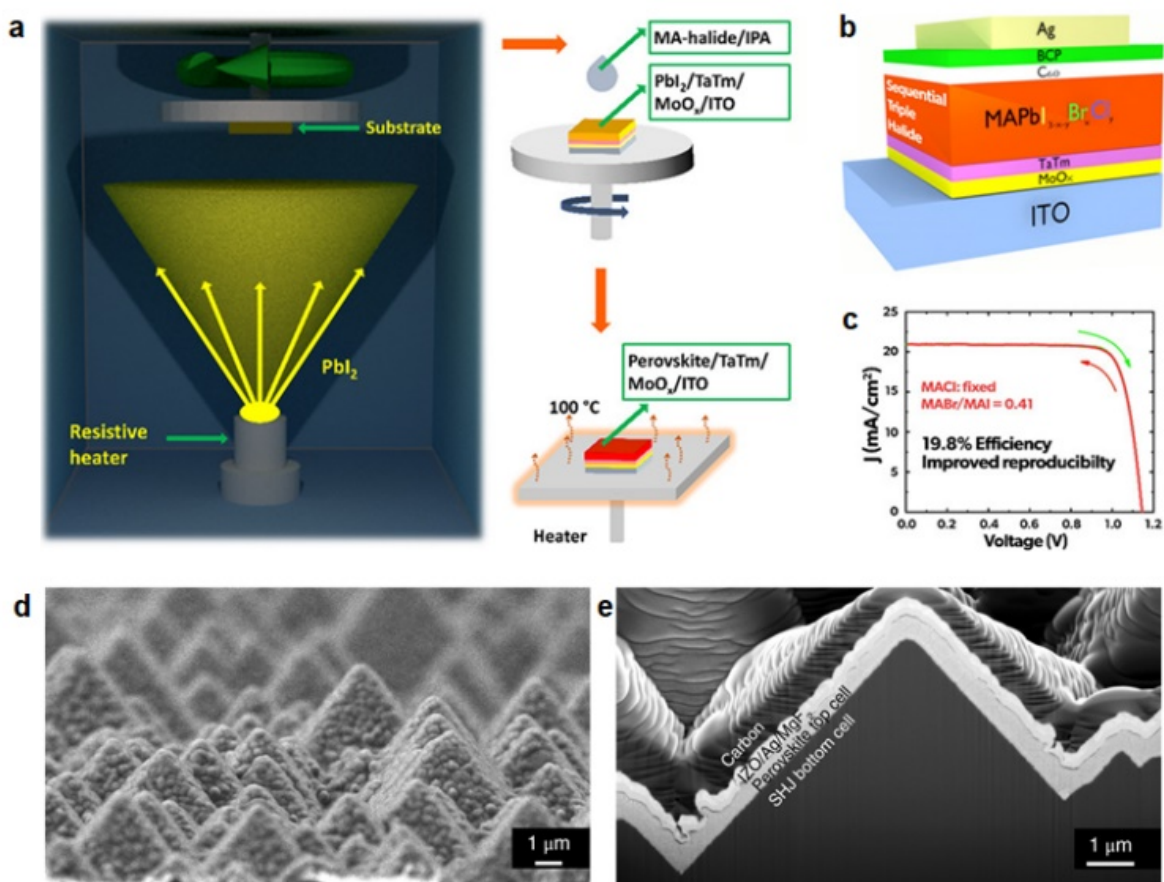 a
Substrate
PbI₂
Resistive
heater
MA-halide/IPA
PbI₂/TaTm/
MoOₓ/ITO
Perovskite/TaTm/
MoOₓ/ITO
100 °C
Heater
b
Ag
BCP
C₆₀
Sequential
Triple
Halide
MAPbI₃₋ₓ₋ᵧBrₓClᵧ
TaTm
MoOₓ
ITO
c
J (mA/cm²)
25
20
15
10
5
0
MACl: fixed
MABr/MAI = 0.41
19.8% Efficiency
Improved reproducibilty
0.0 0.2 0.4 0.6 0.8 1.0 1.2
Voltage (V)
d
1 μm
e
Carbon
IZO/Ag/MgF
Perovskite top cell
SHJ bottom cell
1 μm